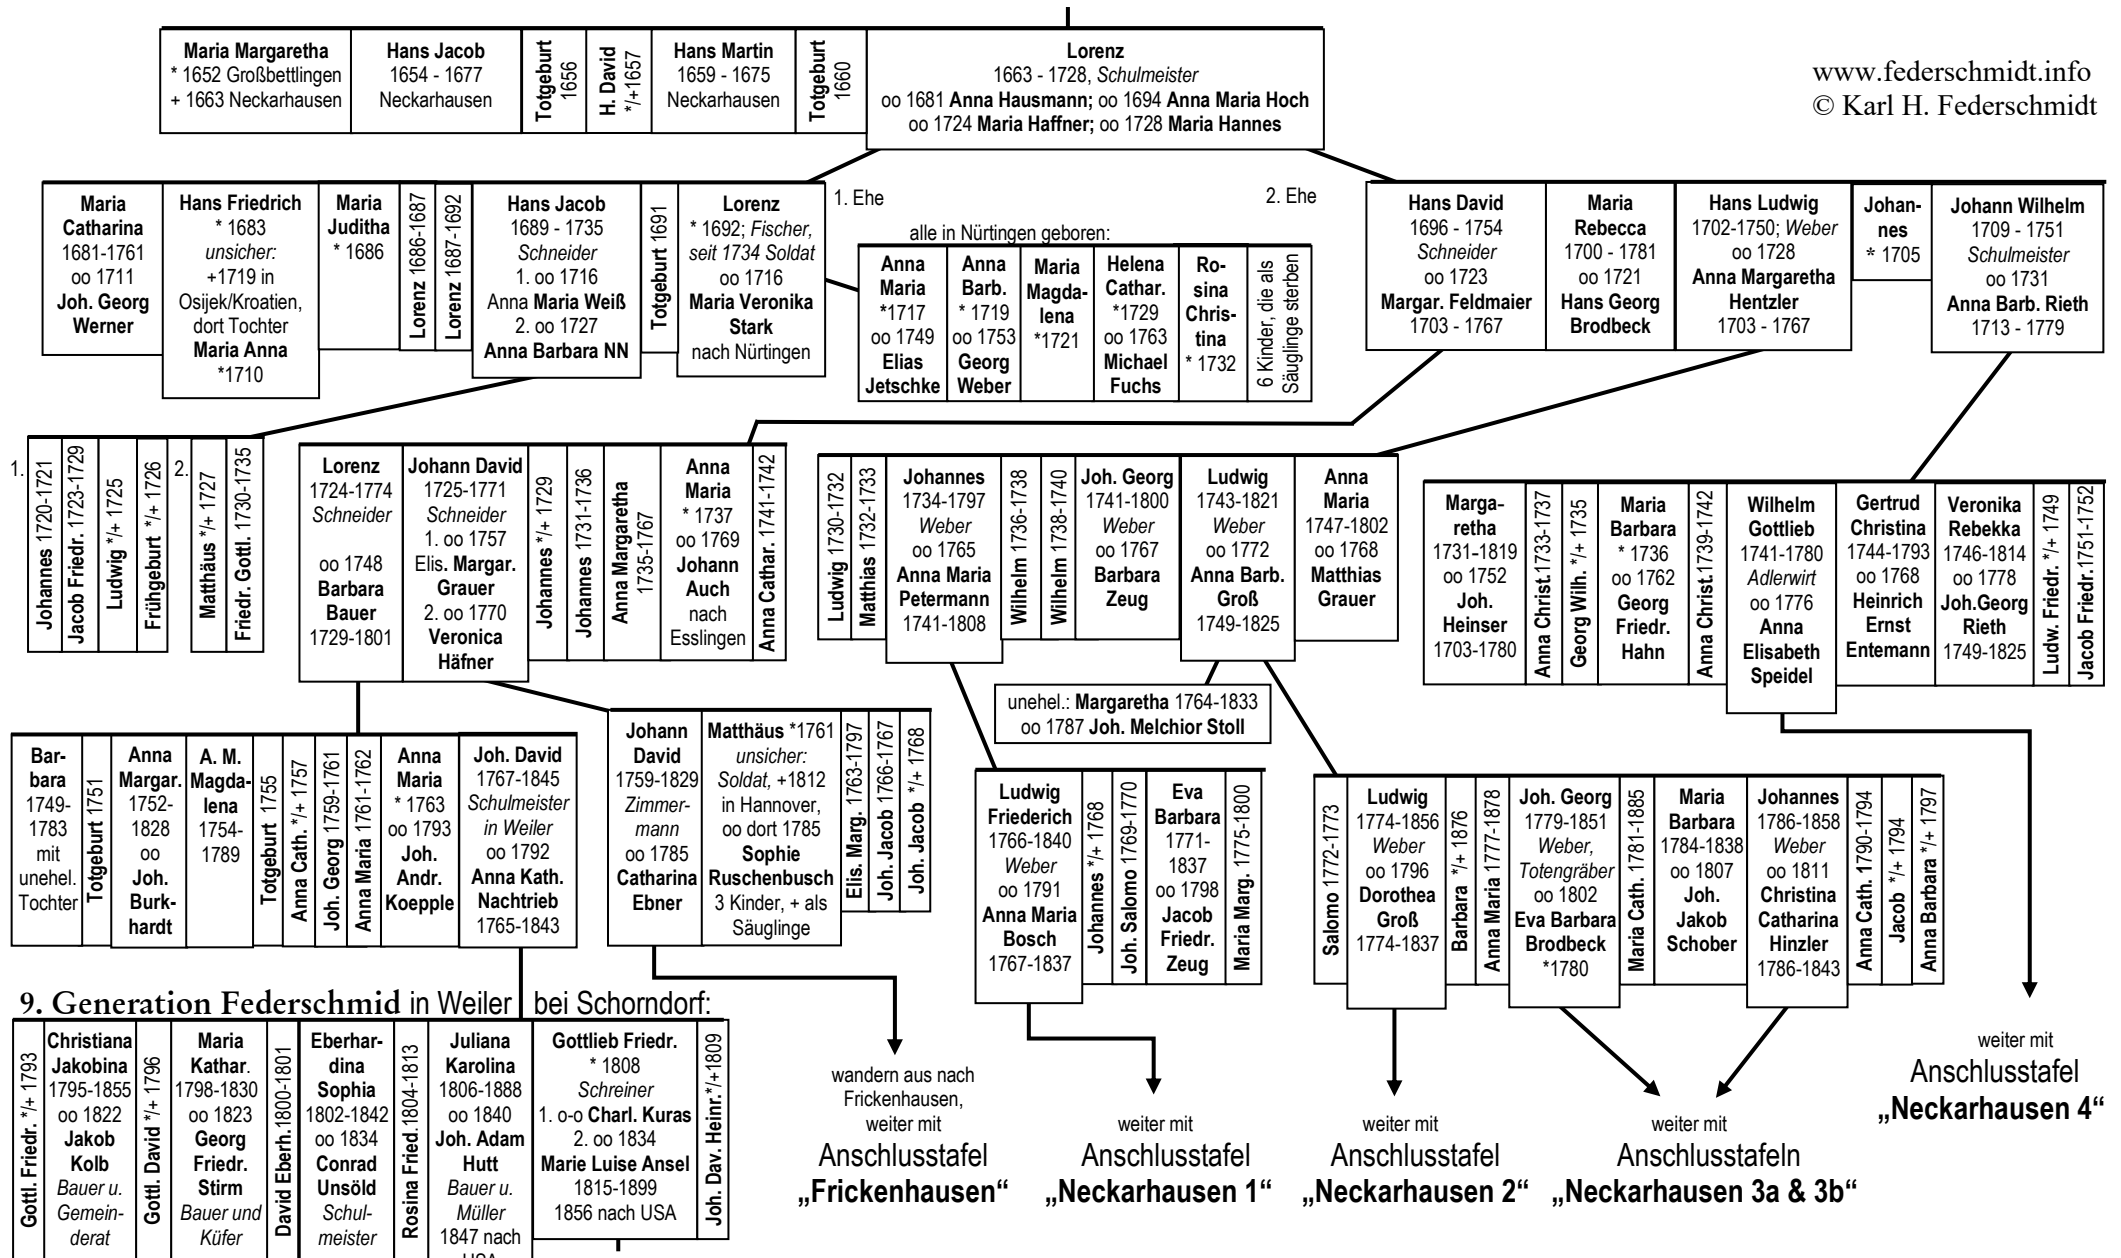 www.federschmidt.info
© Karl H. Federschmidt
Maria Margaretha
* 1652 Großbettlingen
+ 1663 Neckarhausen
Hans Jacob
1654 - 1677
Neckarhausen
Totgeburt
1656
H. David
*/+1657
Hans Martin
1659 - 1675
Neckarhausen
Totgeburt
1660
Lorenz
1663 - 1728, Schulmeister
oo 1681 Anna Hausmann; oo 1694 Anna Maria Hoch
oo 1724 Maria Haffner; oo 1728 Maria Hannes
Maria
Catharina
1681-1761
oo 1711
Joh. Georg
Werner
Hans Friedrich
* 1683
unsicher:
+1719 in
Osijek/Kroatien,
dort Tochter
Maria Anna
*1710
Maria
Juditha
* 1686
Lorenz 1686-1687
Lorenz 1687-1692
Hans Jacob
1689 - 1735
Schneider
1. oo 1716
Anna Maria Weiß
2. oo 1727
Anna Barbara NN
Totgeburt 1691
Lorenz
* 1692; Fischer,
seit 1734 Soldat
oo 1716
Maria Veronika
Stark
nach Nürtingen
1. Ehe
alle in Nürtingen geboren:
Anna
Maria
*1717
oo 1749
Elias
Jetschke
Anna
Barb.
* 1719
oo 1753
Georg
Weber
Maria
Magda-
lena
*1721
Helena
Cathar.
*1729
oo 1763
Michael
Fuchs
Ro-
sina
Chris-
tina
* 1732
6 Kinder, die als
Säuglinge sterben
2. Ehe
Hans David
1696 - 1754
Schneider
oo 1723
Margar. Feldmaier
1703 - 1767
Maria
Rebecca
1700 - 1781
oo 1721
Hans Georg
Brodbeck
Hans Ludwig
1702-1750; Weber
oo 1728
Anna Margaretha
Hentzler
1703 - 1767
Johan-
nes
* 1705
Johann Wilhelm
1709 - 1751
Schulmeister
oo 1731
Anna Barb. Rieth
1713 - 1779
1.
Johannes 1720-1721
Jacob Friedr. 1723-1729
Ludwig */+ 1725
Frühgeburt */+ 1726
2.
Matthäus */+ 1727
Friedr. Gottl. 1730-1735
Lorenz
1724-1774
Schneider
oo 1748
Barbara
Bauer
1729-1801
Johann David
1725-1771
Schneider
1. oo 1757
Elis. Margar.
Grauer
2. oo 1770
Veronica
Häfner
Johannes */+ 1729
Johannes 1731-1736
Anna Margaretha
1735-1767
Anna
Maria
* 1737
oo 1769
Johann
Auch
nach
Esslingen
Anna Cathar. 1741-1742
Ludwig 1730-1732
Matthias 1732-1733
Johannes
1734-1797
Weber
oo 1765
Anna Maria
Petermann
1741-1808
Wilhelm 1736-1738
Wilhelm 1738-1740
Joh. Georg
1741-1800
Weber
oo 1767
Barbara
Zeug
Ludwig
1743-1821
Weber
oo 1772
Anna Barb.
Groß
1749-1825
Anna
Maria
1747-1802
oo 1768
Matthias
Grauer
unehel.: Margaretha 1764-1833
oo 1787 Joh. Melchior Stoll
Marga-
retha
1731-1819
oo 1752
Joh.
Heinser
1703-1780
Anna Christ.1733-1737
Georg Wilh. */+ 1735
Maria
Barbara
* 1736
oo 1762
Georg
Friedr.
Hahn
Anna Christ.1739-1742
Wilhelm
Gottlieb
1741-1780
Adlerwirt
oo 1776
Anna
Elisabeth
Speidel
Gertrud
Christina
1744-1793
oo 1768
Heinrich
Ernst
Entemann
Veronika
Rebekka
1746-1814
oo 1778
Joh.Georg
Rieth
1749-1825
Ludw. Friedr. */+ 1749
Jacob Friedr.1751-1752
Bar-
bara
1749-
1783
mit
unehel.
Tochter
Totgeburt 1751
Anna
Margar.
1752-
1828
oo
Joh.
Burk-
hardt
A. M.
Magda-
lena
1754-
1789
Totgeburt 1755
Anna Cath. */+ 1757
Joh. Georg 1759-1761
Anna Maria 1761-1762
Anna
Maria
* 1763
oo 1793
Joh.
Andr.
Koepple
Joh. David
1767-1845
Schulmeister
in Weiler
oo 1792
Anna Kath.
Nachtrieb
1765-1843
Johann
David
1759-1829
Zimmer-
mann
oo 1785
Catharina
Ebner
Matthäus *1761
unsicher:
Soldat, +1812
in Hannover,
oo dort 1785
Sophie
Ruschenbusch
3 Kinder, + als
Säuglinge
Elis. Marg. 1763-1797
Joh. Jacob 1766-1767
Joh. Jacob */+ 1768
Ludwig
Friederich
1766-1840
Weber
oo 1791
Anna Maria
Bosch
1767-1837
Johannes */+ 1768
Joh. Salomo 1769-1770
Eva
Barbara
1771-
1837
oo 1798
Jacob
Friedr.
Zeug
Maria Marg. 1775-1800
Salomo 1772-1773
Ludwig
1774-1856
Weber
oo 1796
Dorothea
Groß
1774-1837
Barbara */+ 1876
Anna Maria 1777-1878
Joh. Georg
1779-1851
Weber,
Totengräber
oo 1802
Eva Barbara
Brodbeck
*1780
Maria Cath. 1781-1885
Maria
Barbara
1784-1838
oo 1807
Joh.
Jakob
Schober
Johannes
1786-1858
Weber
oo 1811
Christina
Catharina
Hinzler
1786-1843
Anna Cath. 1790-1794
Jacob */+ 1794
Anna Barbara */+ 1797
9. Generation Federschmid in Weiler bei Schorndorf:
Gottl. Friedr. */+ 1793
Christiana
Jakobina
1795-1855
oo 1822
Jakob
Kolb
Bauer u.
Gemein-
derat
Gottl. David */+ 1796
Maria
Kathar.
1798-1830
oo 1823
Georg
Friedr.
Stirm
Bauer und
Küfer
David Eberh.1800-1801
Eberhar-
dina
Sophia
1802-1842
oo 1834
Conrad
Unsöld
Schul-
meister
Rosina Fried.1804-1813
Juliana
Karolina
1806-1888
oo 1840
Joh. Adam
Hutt
Bauer u.
Müller
1847 nach
USA
Gottlieb Friedr.
* 1808
Schreiner
1. o-o Charl. Kuras
2. oo 1834
Marie Luise Ansel
1815-1899
1856 nach USA
Joh. Dav. Heinr.*/+1809
wandern aus nach
Frickenhausen,
weiter mit
Anschlusstafel
„Frickenhausen“
weiter mit
Anschlusstafel
„Neckarhausen 1“
weiter mit
Anschlusstafel
„Neckarhausen 2“
weiter mit
Anschlusstafeln
„Neckarhausen 3a & 3b“
weiter mit
Anschlusstafel
„Neckarhausen 4“